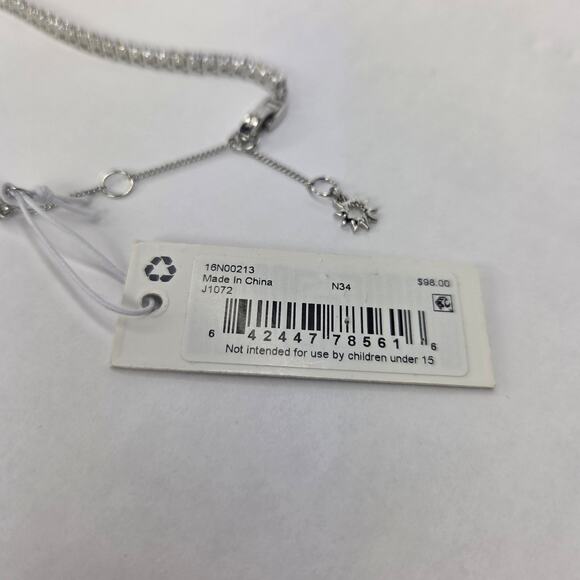 16N00213
Made In China
J1072
N34
$98.00
6 42447 78561 6
Not intended for use by children under 15